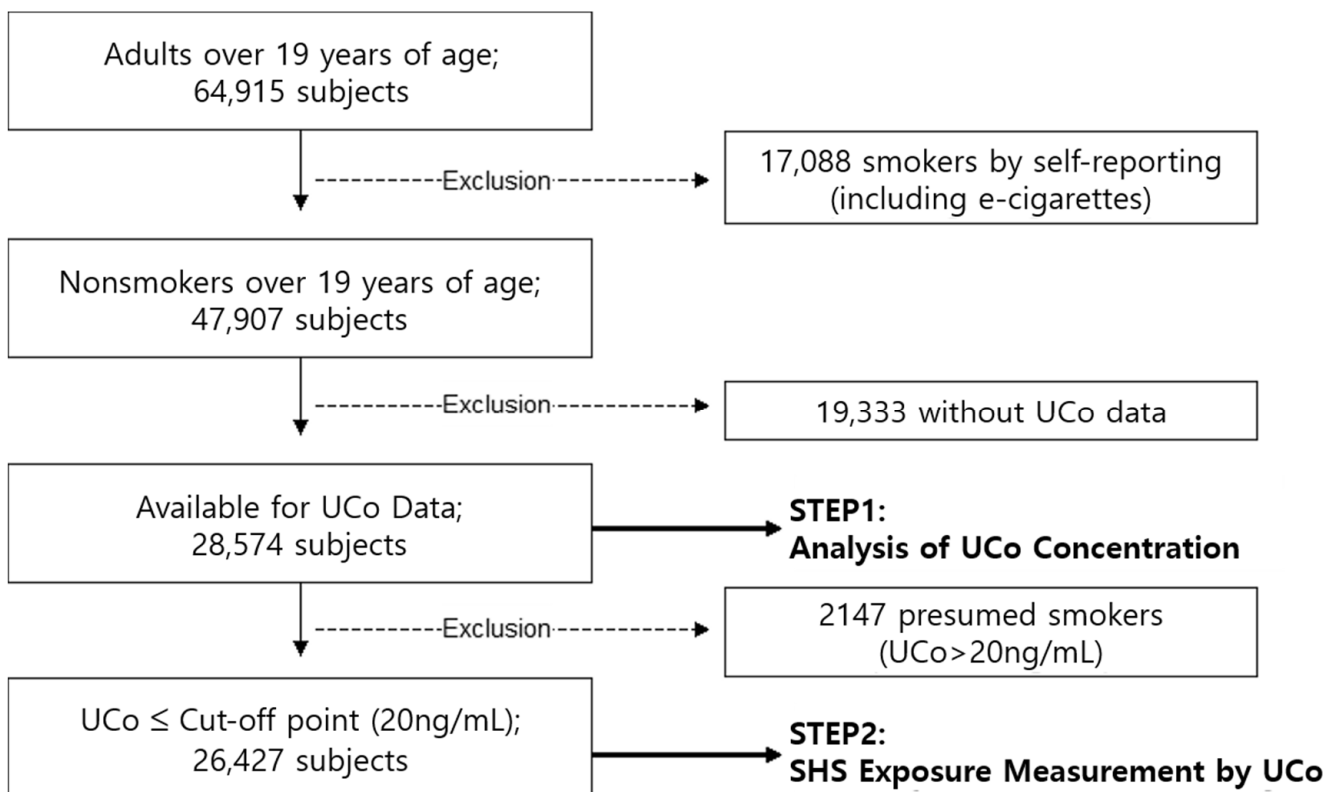 Adults over 19 years of age;
64,915 subjects
Exclusion
17,088 smokers by self-reporting
(including e-cigarettes)
Nonsmokers over 19 years of age;
47,907 subjects
Exclusion
19,333 without UCo data
Available for UCo Data;
28,574 subjects
STEP1:
Analysis of UCo Concentration
Exclusion
2147 presumed smokers
(UCo>20ng/mL)
UCo ≤ Cut-off point (20ng/mL);
26,427 subjects
STEP2:
SHS Exposure Measurement by UCo